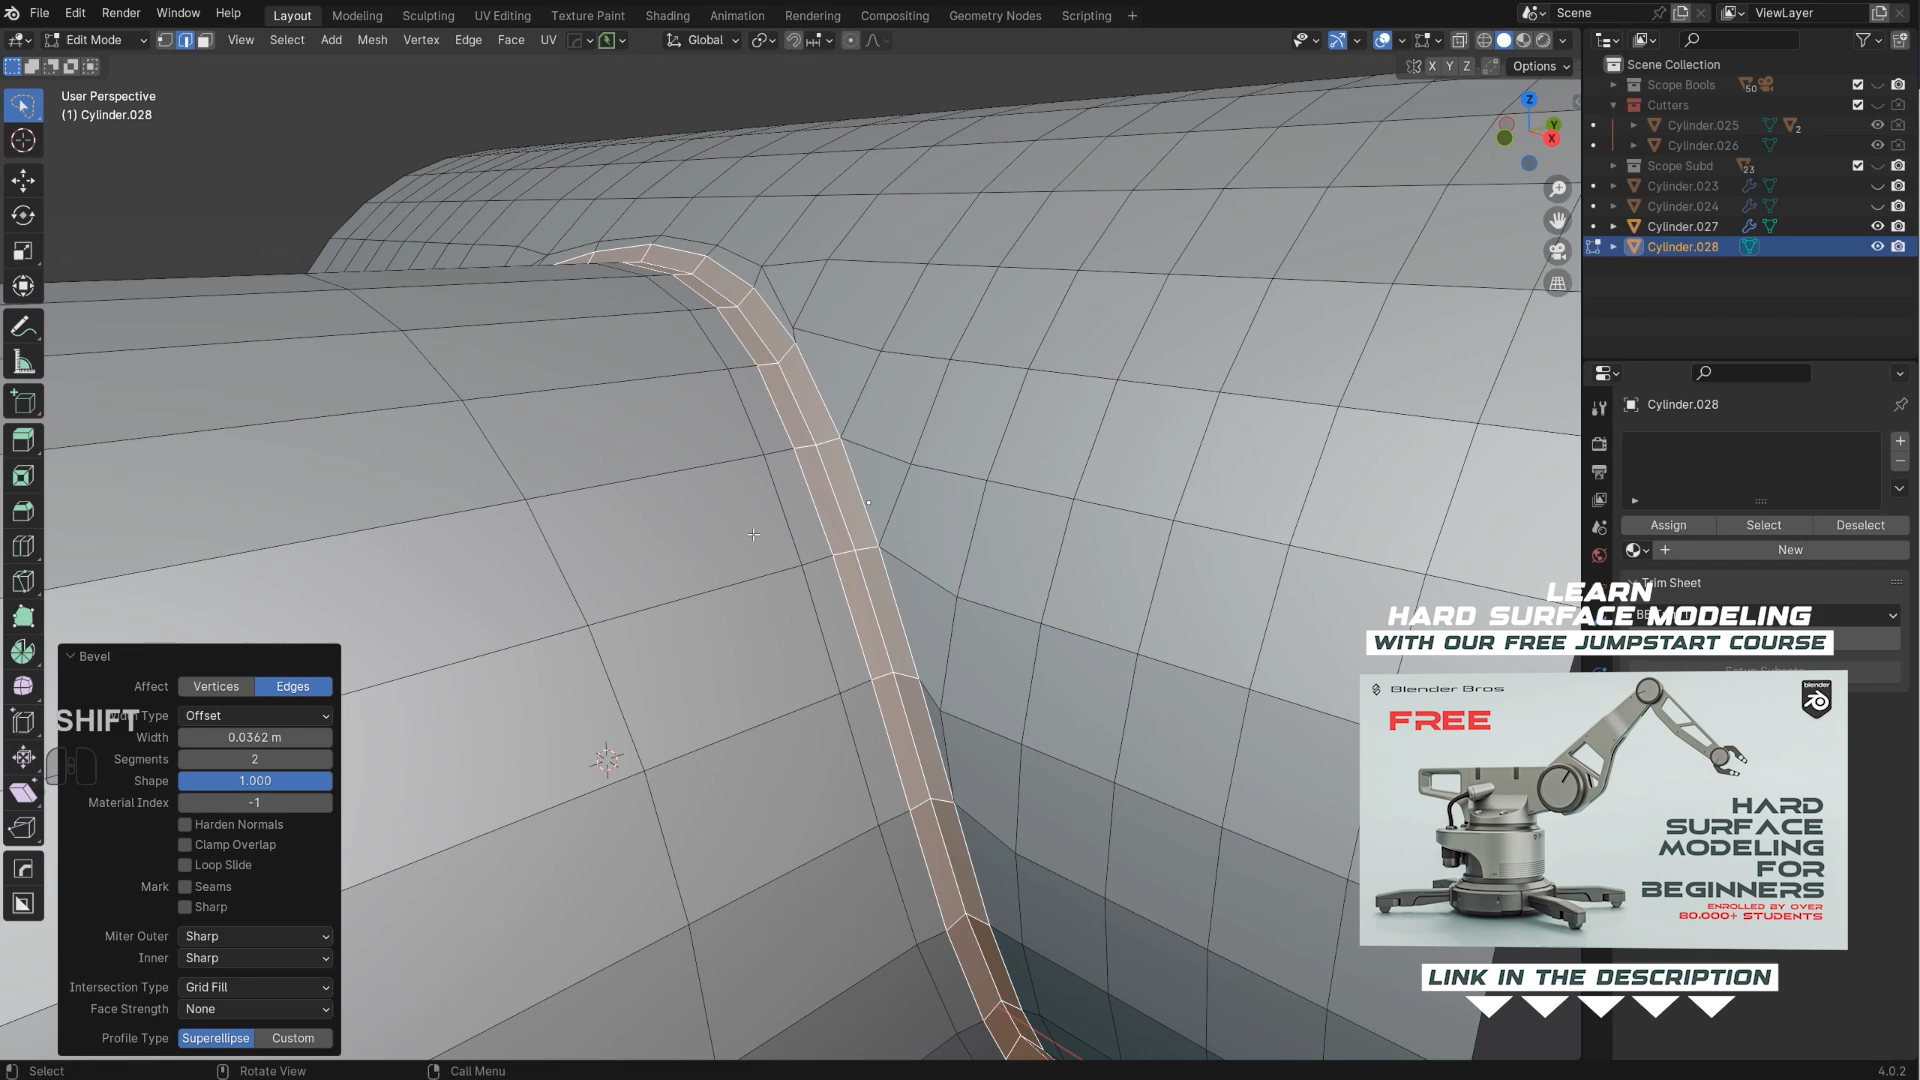 File Edit Render Window Help Layout Modeling Sculpting UV Editing Texture Paint Shading Animation Rendering Compositing Geometry Nodes Scripting + Scene ViewLayer
Edit Mode View Select Add Mesh Vertex Edge Face UV Global
X Y Z Options
User Perspective
(1) Cylinder.028
Z
Y
X
Scene Collection
Scope Bools 50
Cutters
Cylinder.025 2
Cylinder.026
Scope Subd 23
Cylinder.023
Cylinder.024
Cylinder.027
Cylinder.028
Cylinder.028
Assign Select Deselect
New
Trim Sheet
LEARN
HARD SURFACE MODELING
WITH OUR FREE JUMPSTART COURSE
Blender Bros
blender
FREE
HARD
SURFACE
MODELING
FOR
BEGINNERS
ENROLLED BY OVER
80.000+ STUDENTS
LINK IN THE DESCRIPTION
Bevel
Affect Vertices Edges
SHIFT
Type Offset
Width 0.0362 m
Segments 2
Shape 1.000
Material Index -1
Harden Normals
Clamp Overlap
Loop Slide
Mark Seams
Sharp
Miter Outer Sharp
Inner Sharp
Intersection Type Grid Fill
Face Strength None
Profile Type Superellipse Custom
Select Rotate View Call Menu 4.0.2